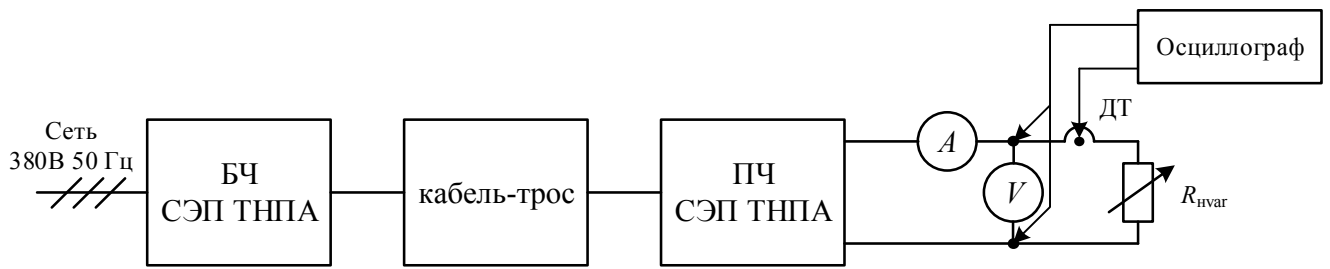 Осциллограф
ДТ
Сеть
380В 50 Гц
БЧ
СЭП ТНПА
кабель-трос
ПЧ
СЭП ТНПА
A
V
Rнvar